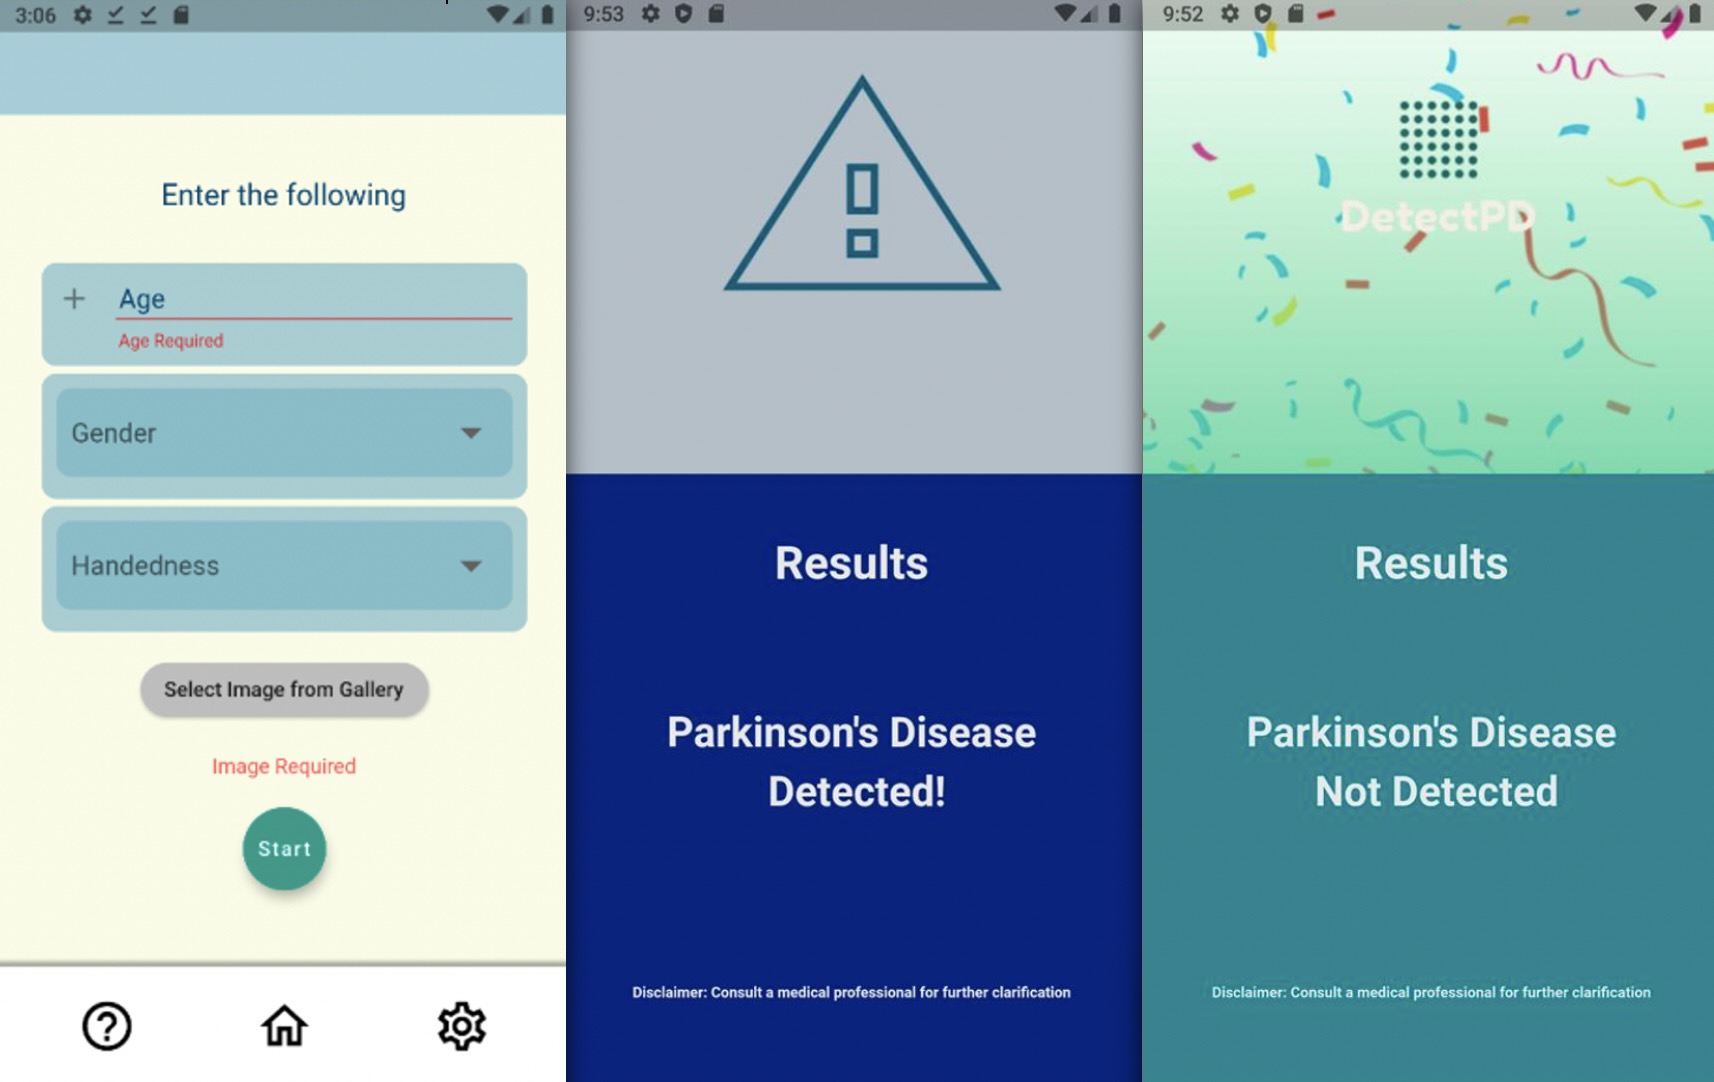 3:06
Enter the following
Age
Age Required
Gender
Handedness
Select Image from Gallery
Image Required
Start
9:53
Results
Parkinson's Disease
Detected!
Disclaimer: Consult a medical professional for further clarification
9:52
DetectPD
Results
Parkinson's Disease
Not Detected
Disclaimer: Consult a medical professional for further clarification